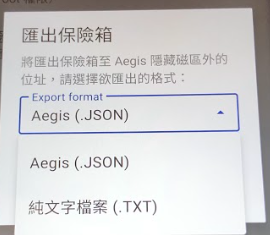 匯出保險箱
將匯出保險箱至 Aegis 隱藏磁區外的
位址，請選擇欲匯出的格式：
Export format
Aegis (.JSON)
Aegis (.JSON)
純文字檔案 (.TXT)